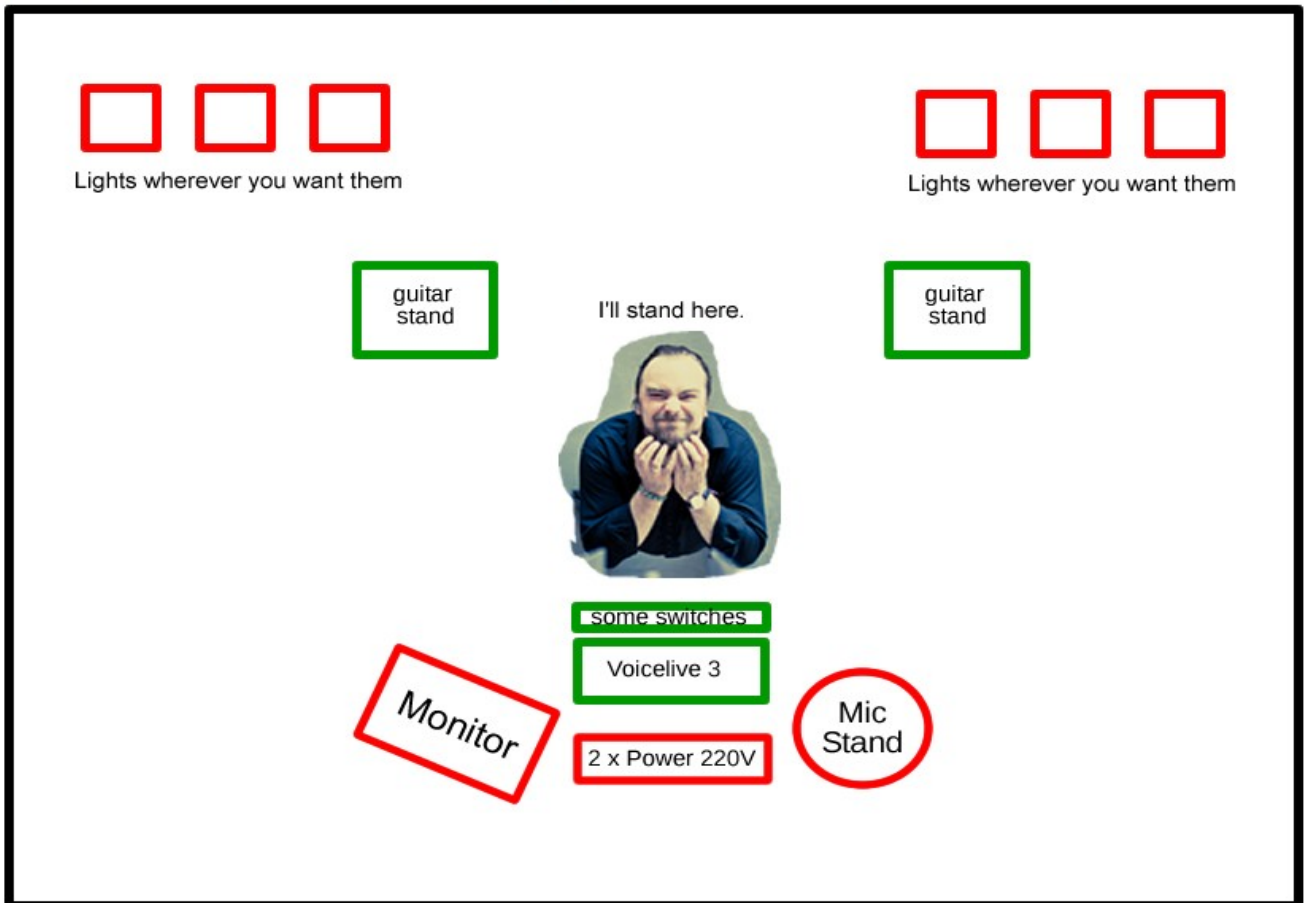 Lights wherever you want them
Lights wherever you want them
guitar
stand
I'll stand here.
guitar
stand
some switches
Voicelive 3
Monitor
Mic
Stand
2 x Power 220V